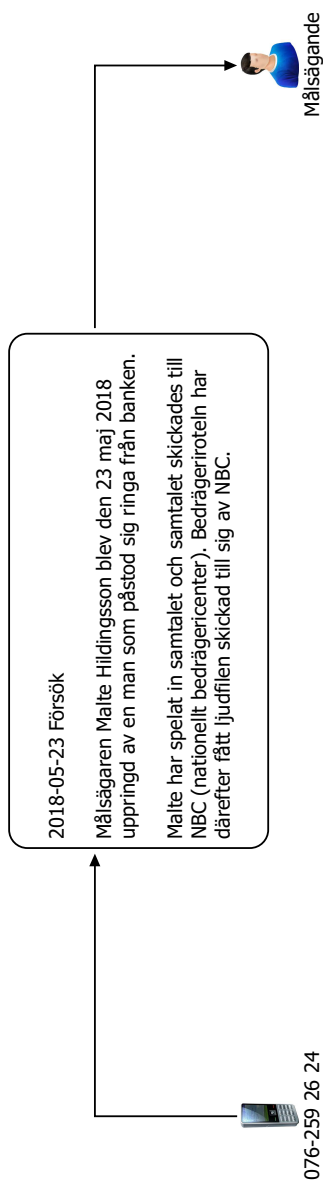 2018-05-23 Försök
Målsägaren Malte Hildingsson blev den 23 maj 2018
uppringd av en man som påstod sig ringa från banken.
Malte har spelat in samtalet och samtalet skickades till
NBC (nationellt bedrägericenter). Bedrägeriroteln har
därefter fått ljudfilen skickad till sig av NBC.
076-259 26 24
Målsägande